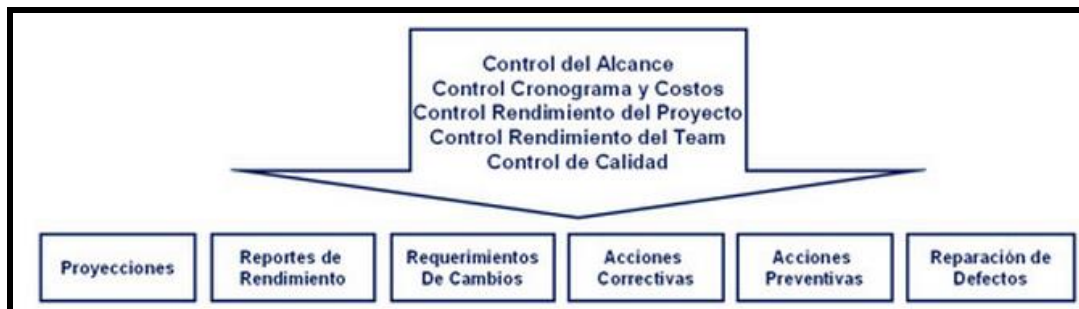 Control del Alcance
Control Cronograma y Costos
Control Rendimiento del Proyecto
Control Rendimiento del Team
Control de Calidad
Proyecciones
Reportes de
Rendimiento
Requerimientos
De Cambios
Acciones
Correctivas
Acciones
Preventivas
Reparación de
Defectos